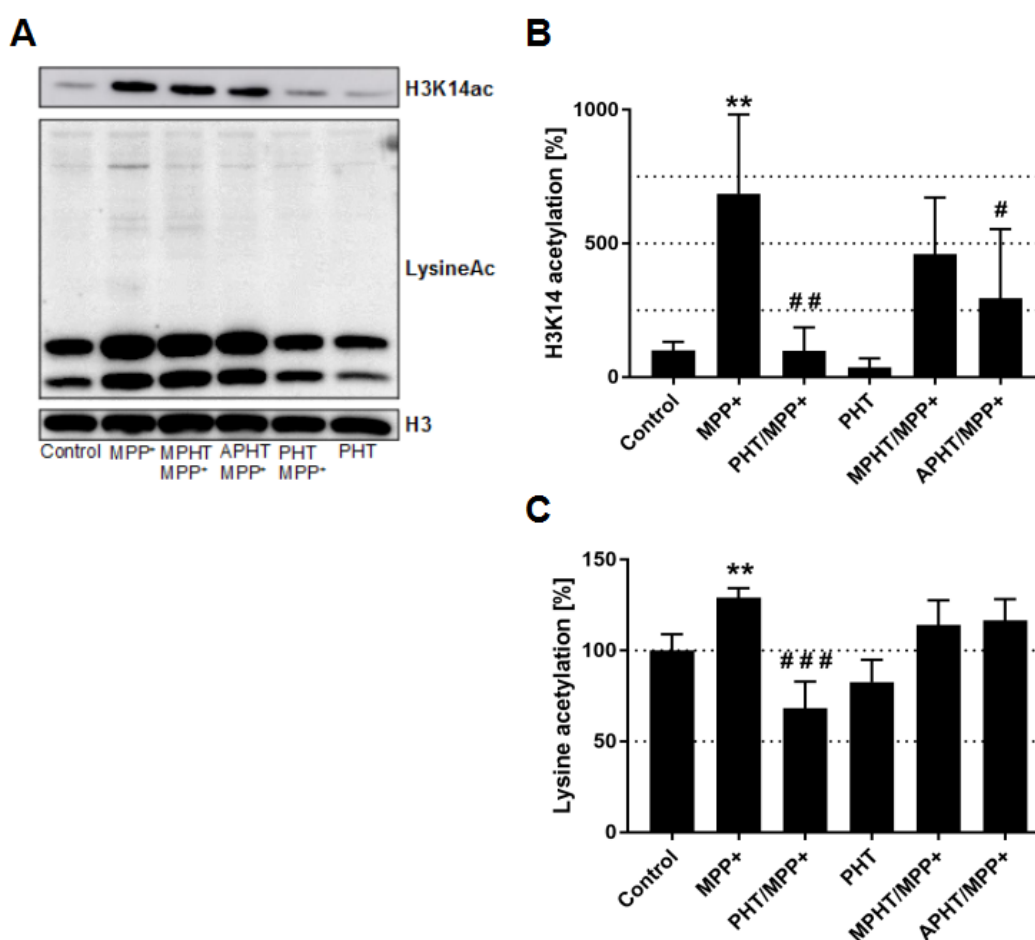 A
H3K14ac
LysineAc
H3
Control MPP+ MPHT APHT PHT PHT
MPP+ MPP+ MPP+
B
H3K14 acetylation [%]
1000
500
250
0
**
##
#
Control
MPP+
PHT/MPP+
PHT
MPHT/MPP+
APHT/MPP+
C
Lysine acetylation [%]
150
100
50
0
**
###
Control
MPP+
PHT/MPP+
PHT
MPHT/MPP+
APHT/MPP+